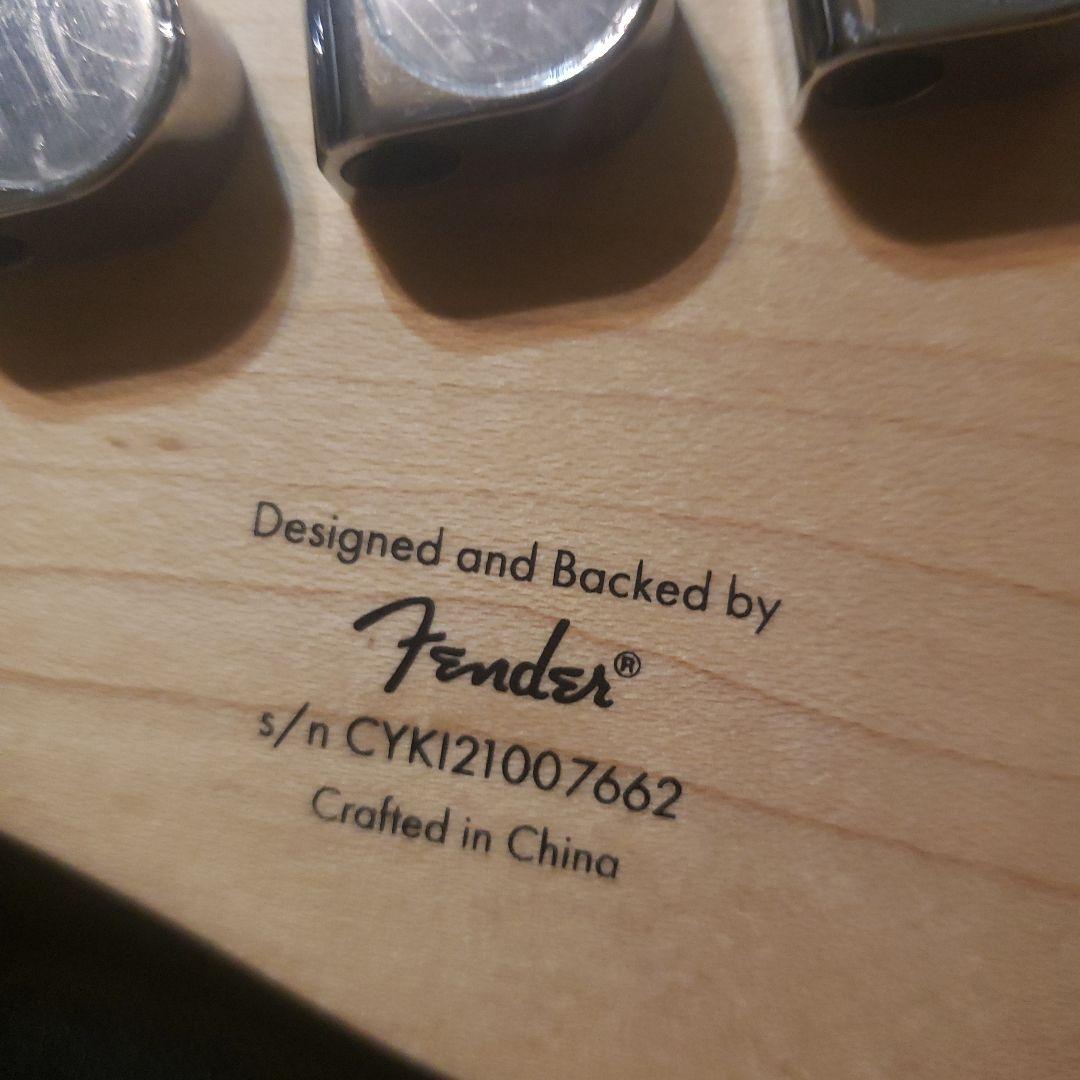 Designed and Backed by
Fender®
s/n CYKI21007662
Crafted in China